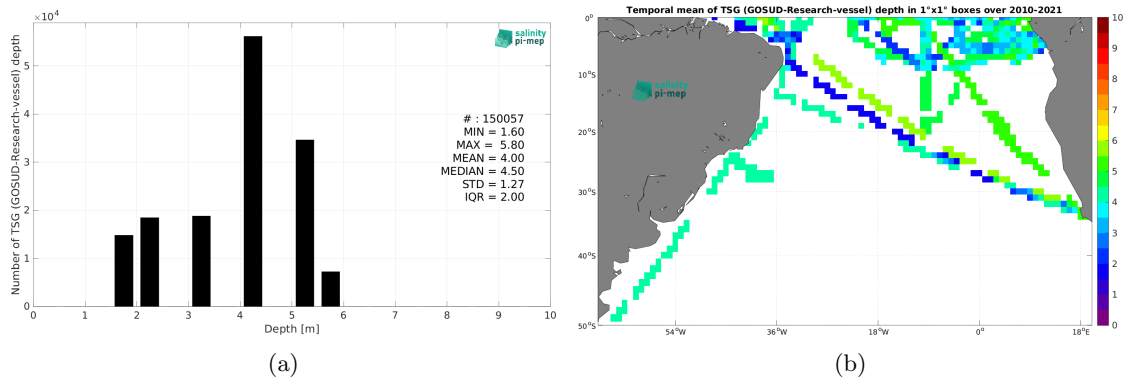 ×10⁴
Number of TSG (GOSUD-Research-vessel) depth
5
4
3
2
1
0
salinity
pi-mep
# : 150057
MIN = 1.60
MAX = 5.80
MEAN = 4.00
MEDIAN = 4.50
STD = 1.27
IQR = 2.00
0 1 2 3 4 5 6 7 8 9 10
Depth [m]
(a)
Temporal mean of TSG (GOSUD-Research-vessel) depth in 1°x1° boxes over 2010-2021
0°
10°S
20°S
30°S
40°S
50°S
salinity
pi-mep
54°W 36°W 18°W 0° 18°E
10
9
8
7
6
5
4
3
2
1
0
(b)